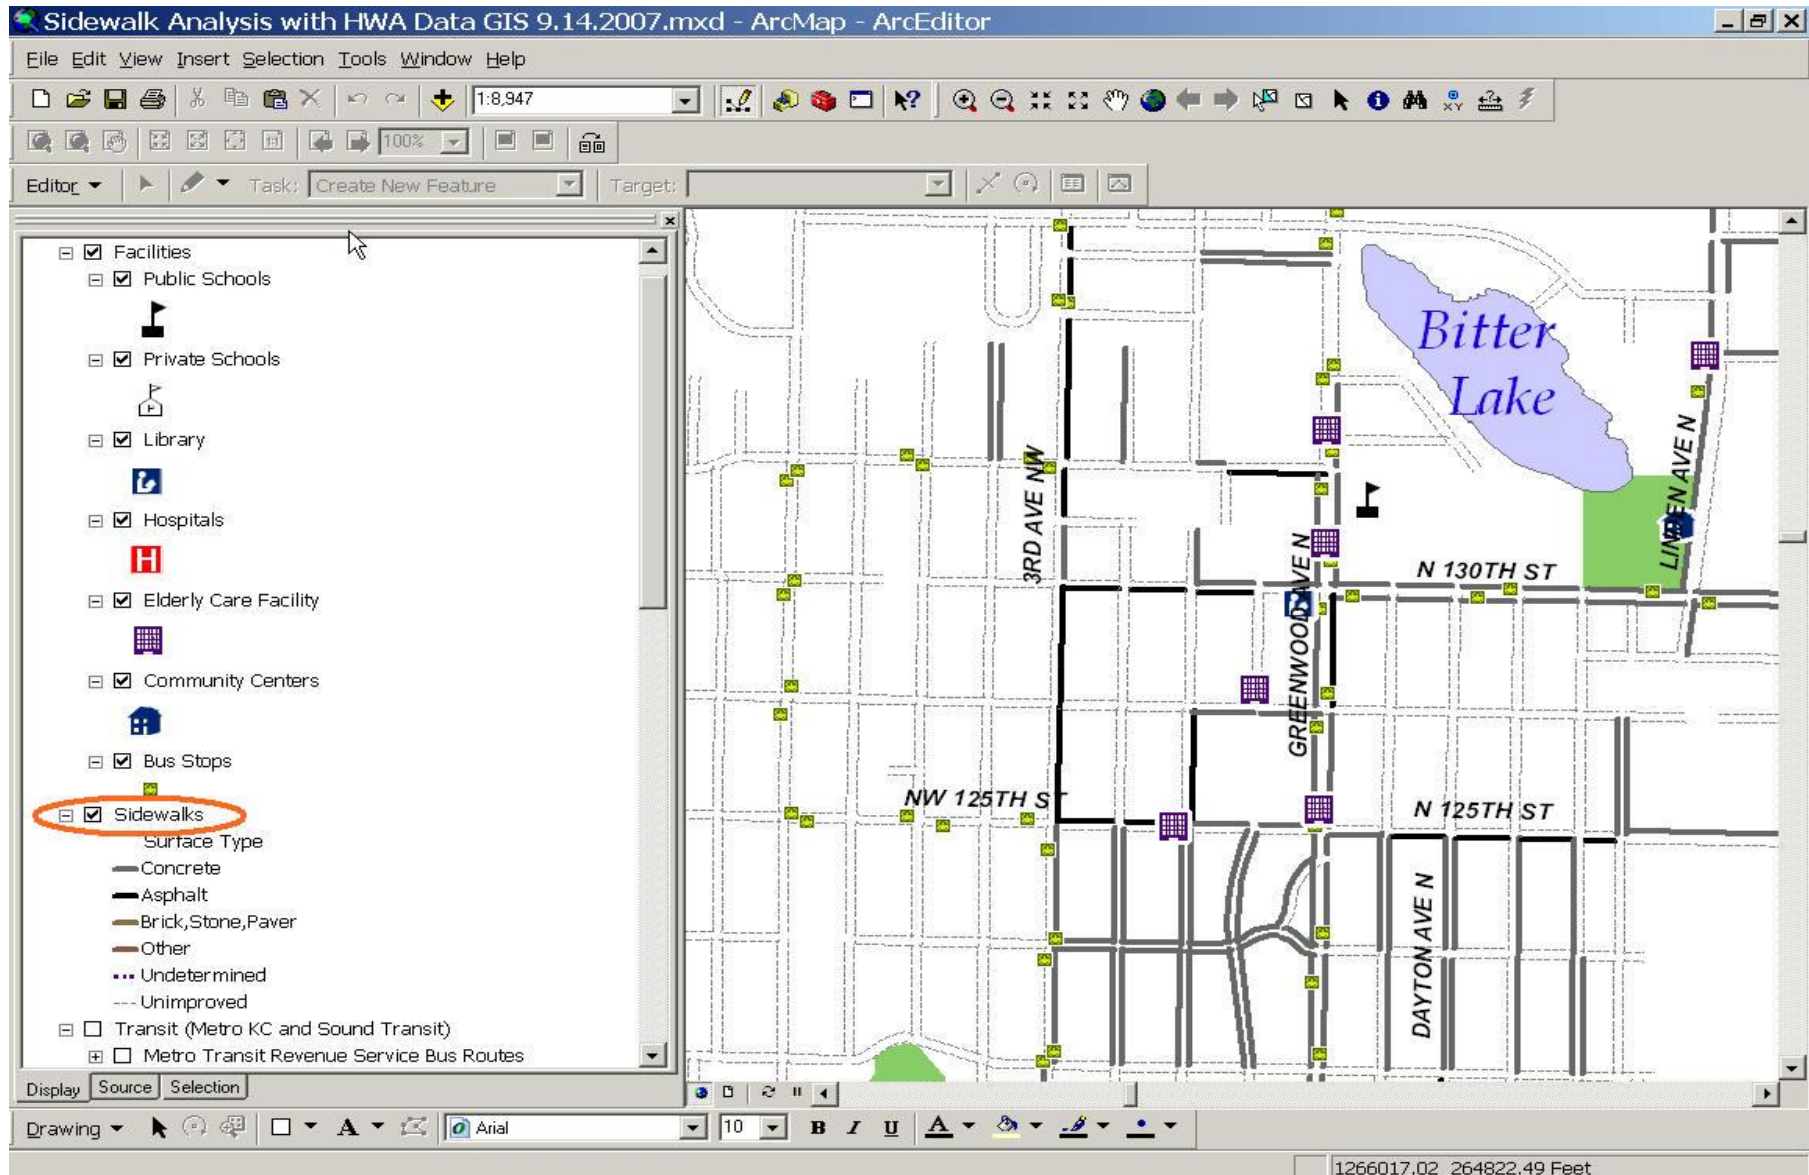 Sidewalk Analysis with HWA Data GIS 9.14.2007.mxd - ArcMap - ArcEditor
File Edit View Insert Selection Tools Window Help
1:8,947
100%
Editor Task: Create New Feature Target:
Facilities
Public Schools
Private Schools
Library
Hospitals
H
Elderly Care Facility
Community Centers
Bus Stops
Sidewalks
Surface Type
Concrete
Asphalt
Brick,Stone,Paver
Other
Undetermined
Unimproved
Transit (Metro KC and Sound Transit)
Metro Transit Revenue Service Bus Routes
Display Source Selection
Bitter
Lake
3RD AVE NW
GREENWOOD AVE N
LINDEN AVE N
N 130TH ST
NW 125TH ST
N 125TH ST
DAYTON AVE N
Drawing A Arial 10 B I U A
1266017.02 264822.49 Feet